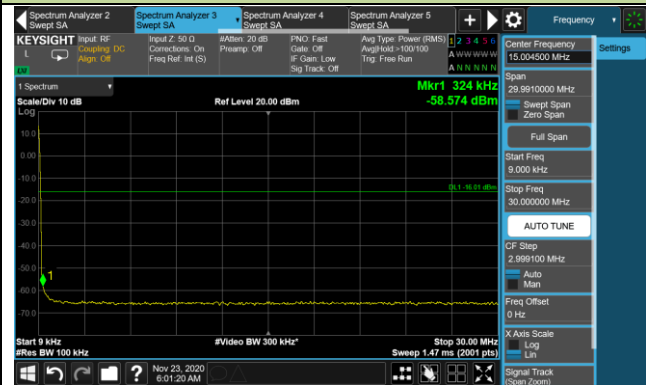 Spectrum Analyzer 2
Swept SA
Spectrum Analyzer 3
Swept SA
Spectrum Analyzer 4
Swept SA
Spectrum Analyzer 5
Swept SA
Frequency
KEYSIGHT
L
Input: RF
Coupling: DC
Align: Off
Input Z: 50 Ω
Corrections: On
Freq Ref: Int (S)
#Atten: 20 dB
Preamp: Off
PNO: Fast
Gate: Off
IF Gain: Low
Sig Track: Off
Avg Type: Power (RMS)
Avg|Hold:>100/100
Trig: Free Run
1 2 3 4 5 6
A W W W W W
A N N N N N
LW
1 Spectrum
Scale/Div 10 dB
Ref Level 20.00 dBm
Mkr1 324 kHz
-58.574 dBm
Log
10.0
0.00
-10.0
-20.0
-30.0
-40.0
-50.0
-60.0
-70.0
DL1 -16.01 dBm
1
Start 9 kHz
#Res BW 100 kHz
#Video BW 300 kHz*
Stop 30.00 MHz
Sweep 1.47 ms (2001 pts)
Nov 23, 2020
6:01:20 AM
Center Frequency
15.004500 MHz
Settings
Span
29.9910000 MHz
Swept Span
Zero Span
Full Span
Start Freq
9.000 kHz
Stop Freq
30.000000 MHz
AUTO TUNE
CF Step
2.999100 MHz
Auto
Man
Freq Offset
0 Hz
X Axis Scale
Log
Lin
Signal Track
(Span Zoom)